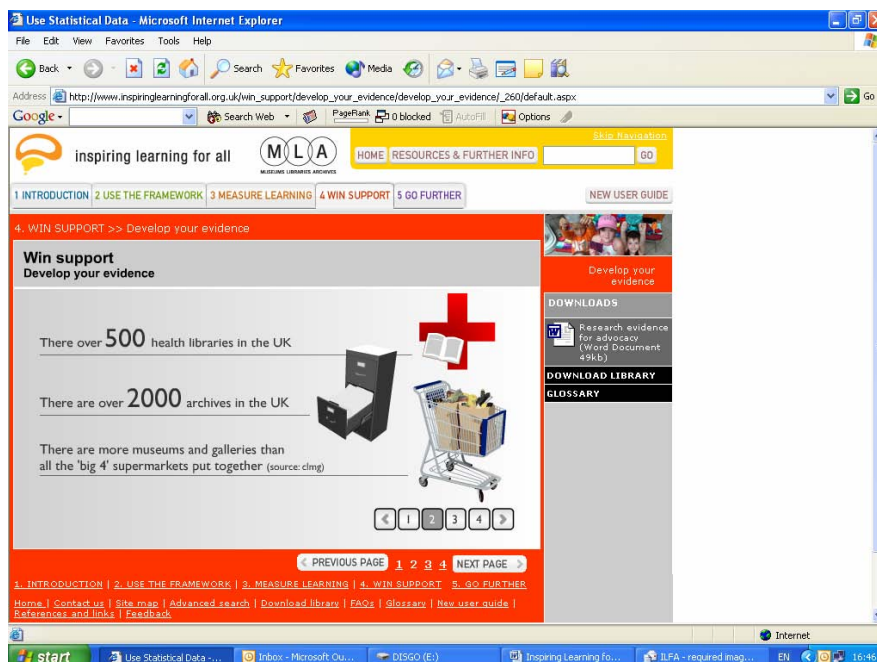 Use Statistical Data - Microsoft Internet Explorer
File Edit View Favorites Tools Help
Back Search Favorites Media
Address http://www.inspiringlearningforall.org.uk/win_support/develop_your_evidence/develop_your_evidence/_260/default.aspx Go
Google Search Web PageRank 0 blocked AutoFill Options
Skip Navigation
inspiring learning for all MLA HOME RESOURCES & FURTHER INFO GO
MUSEUMS LIBRARIES ARCHIVES
1 INTRODUCTION 2 USE THE FRAMEWORK 3 MEASURE LEARNING 4 WIN SUPPORT 5 GO FURTHER NEW USER GUIDE
4. WIN SUPPORT >> Develop your evidence
Win support
Develop your evidence
There over 500 health libraries in the UK
There are over 2000 archives in the UK
There are more museums and galleries than
all the 'big 4' supermarkets put together (source: clmg)
< 1 2 3 4 >
Develop your
evidence
DOWNLOADS
Research evidence
for advocacy
(Word Document
49kb)
DOWNLOAD LIBRARY
GLOSSARY
< PREVIOUS PAGE 1 2 3 4 NEXT PAGE >
1. INTRODUCTION | 2. USE THE FRAMEWORK | 3. MEASURE LEARNING | 4. WIN SUPPORT 5. GO FURTHER
Home | Contact us | Site map | Advanced search | Download library | FAQs | Glossary | New user guide |
References and links | Feedback
Internet
start Use Statistical Data -... Inbox - Microsoft Ou... DISGO (E:) Inspiring Learning fo... ILFA - required imag... EN 16:46